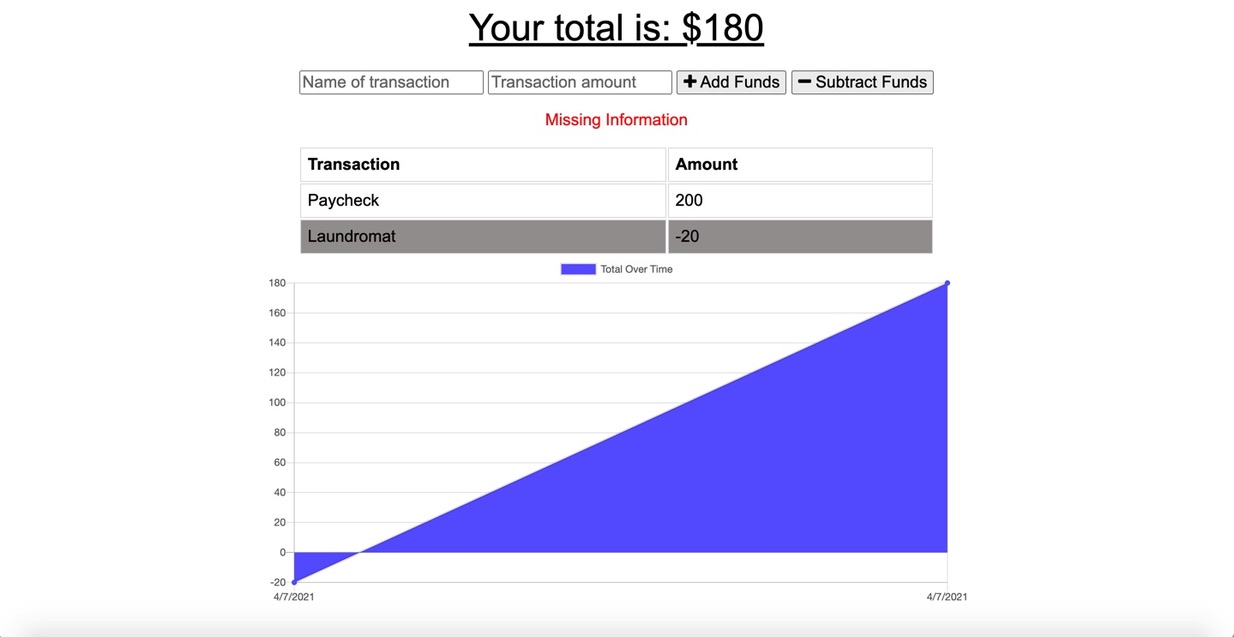 Your total is: $180
Name of transaction Transaction amount Add Funds Subtract Funds
Missing Information
Transaction Amount
Paycheck 200
Laundromat -20
Total Over Time
180
160
140
120
100
80
60
40
20
0
-20
4/7/2021 4/7/2021